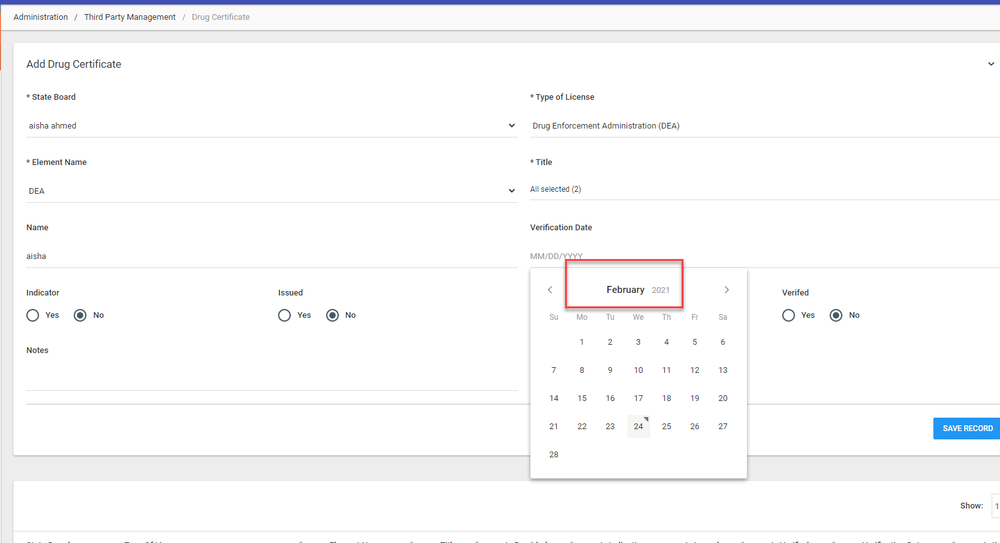 Administration / Third Party Management / Drug Certificate
Add Drug Certificate
* State Board
* Type of License
aisha ahmed
Drug Enforcement Administration (DEA)
* Element Name
* Title
DEA
All selected (2)
Name
Verification Date
aisha
MM/DD/YYYY
February 2021
Su Mo Tu We Th Fr Sa
1 2 3 4 5 6
7 8 9 10 11 12 13
14 15 16 17 18 19 20
21 22 23 24 25 26 27
28
Indicator
Yes No
Issued
Yes No
Verifed
Yes No
Notes
SAVE RECORD
Show: